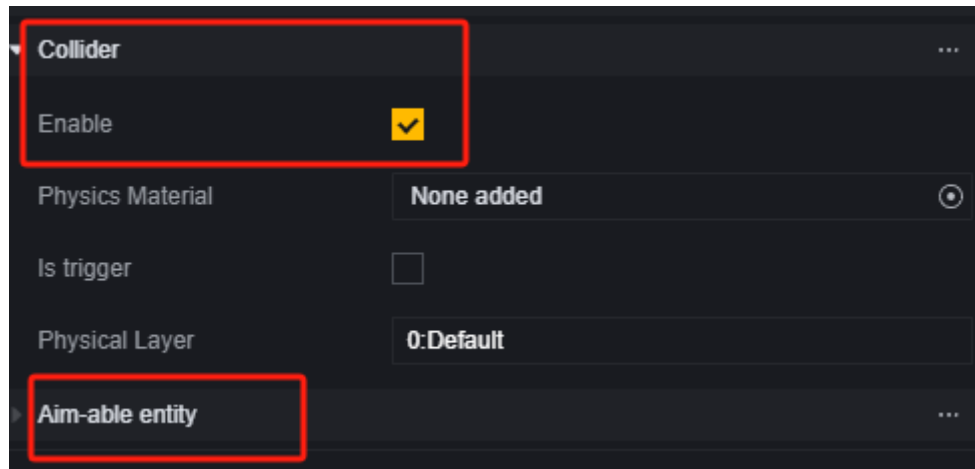 Collider
Enable
Physics Material None added
Is trigger
Physical Layer 0:Default
Aim-able entity